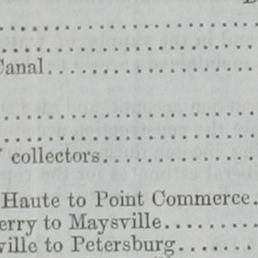 Canal..................
collectors..............
Haute to Point Commerce.
erry to Maysville.........
ville to Petersburg.......